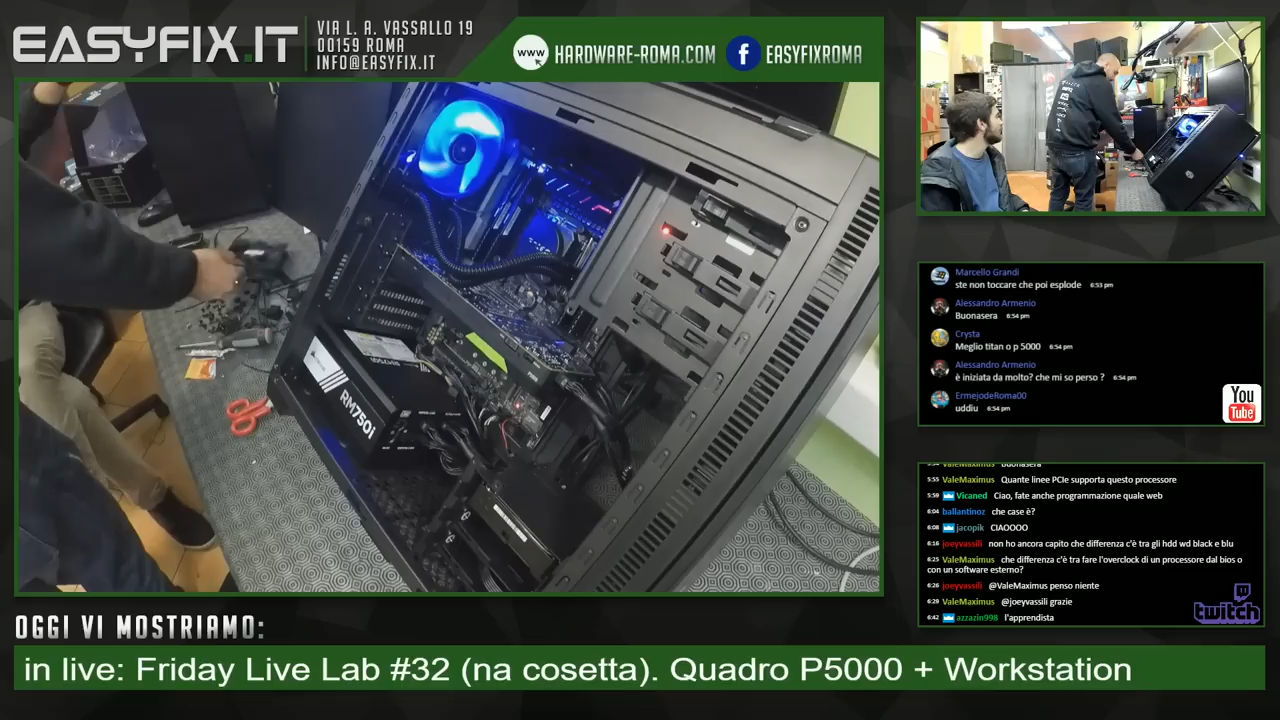 EASYFIX.IT
VIA L. A. VASSALLO 19
00159 ROMA
INFO@EASYFIX.IT
www
HARDWARE-ROMA.COM
f
EASYFIXROMA
RM750i
Marcello Grandi
ste non toccare che poi esplode 6:53 pm
Alessandro Armenio
Buonasera 6:54 pm
Crysta
Meglio titan o p 5000 6:54 pm
Alessandro Armenio
è iniziata da molto? che mi so perso ? 6:54 pm
ErmejodeRoma00
uddiu 6:54 pm
You
Tube
5:54 ValeMaximus Buonasera
5:55 ValeMaximus Quante linee PCIe supporta questo processore
5:59 Vicaned Ciao, fate anche programmazione quale web
6:04 ballantinoz che case è?
6:08 jacopik CIAOOOO
6:16 joeyvassili non ho ancora capito che differenza c'è tra gli hdd wd black e blu
6:25 ValeMaximus che differenza c'è tra fare l'overclock di un processore dal bios o
con un software esterno?
6:26 joeyvassili @ValeMaximus penso niente
6:29 ValeMaximus @joeyvassili grazie
6:42 azzazin998 l'apprendista
twitch
OGGI VI MOSTRIAMO:
in live: Friday Live Lab #32 (na cosetta). Quadro P5000 + Workstation